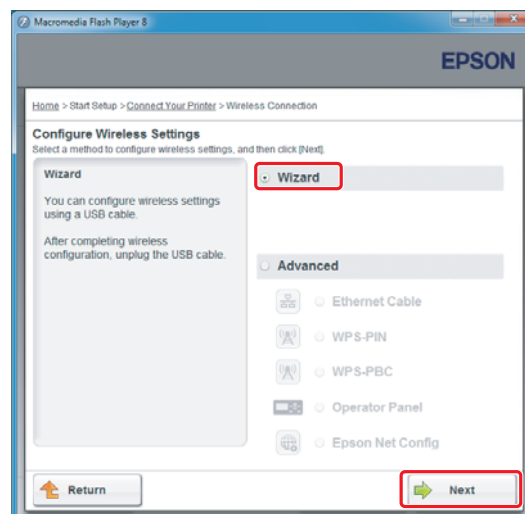 Macromedia Flash Player 8
EPSON
Home > Start Setup > Connect Your Printer > Wireless Connection
Configure Wireless Settings
Select a method to configure wireless settings, and then click [Next].
Wizard
You can configure wireless settings
using a USB cable.
After completing wireless
configuration, unplug the USB cable.
Wizard
Advanced
Ethernet Cable
WPS-PIN
WPS-PBC
Operator Panel
Epson Net Config
Return
Next